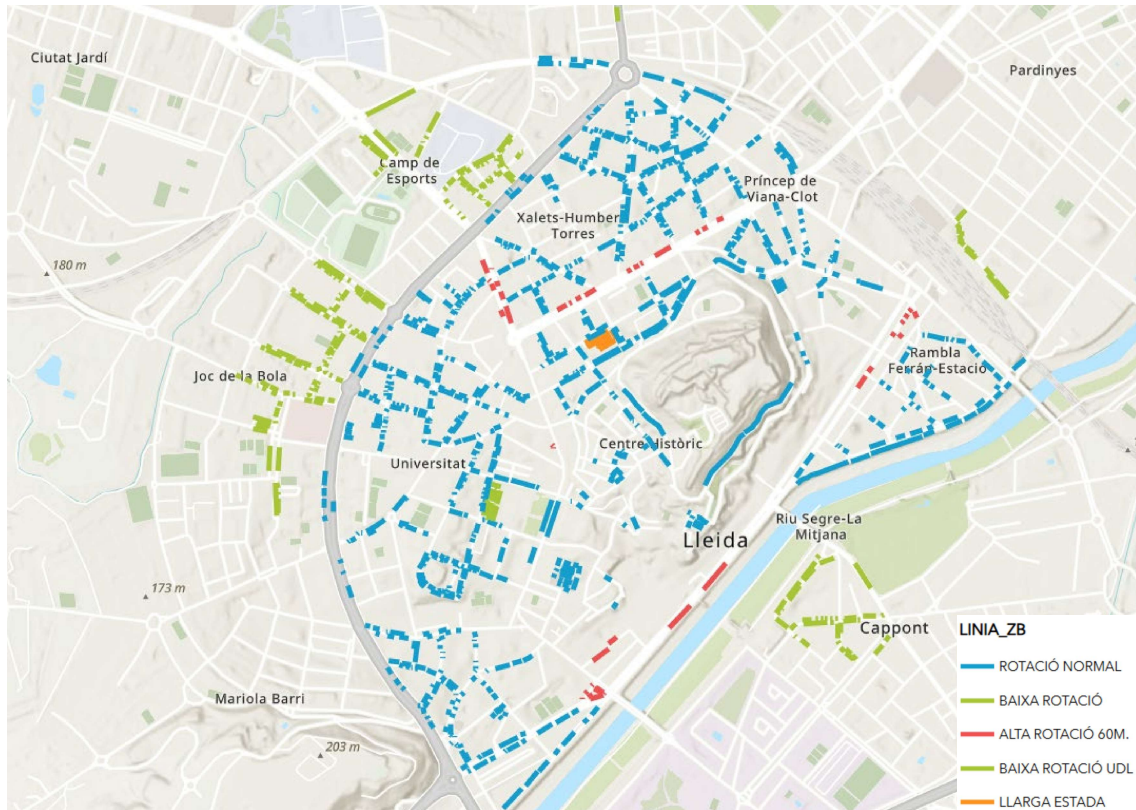 Ciutat Jardí
Pardinyes
Camp de
Esports
Príncep de
Viana-Clot
Xalets-Humber
Torres
180 m
Rambla
Ferrán-Estació
Joc de la Bola
Centre Històric
Universitat
Riu Segre-La
Mitjana
Lleida
173 m
Cappont
Mariola Barri
203 m
LINIA_ZB
ROTACIÓ NORMAL
BAIXA ROTACIÓ
ALTA ROTACIÓ 60M.
BAIXA ROTACIÓ UDL
LLARGA ESTADA